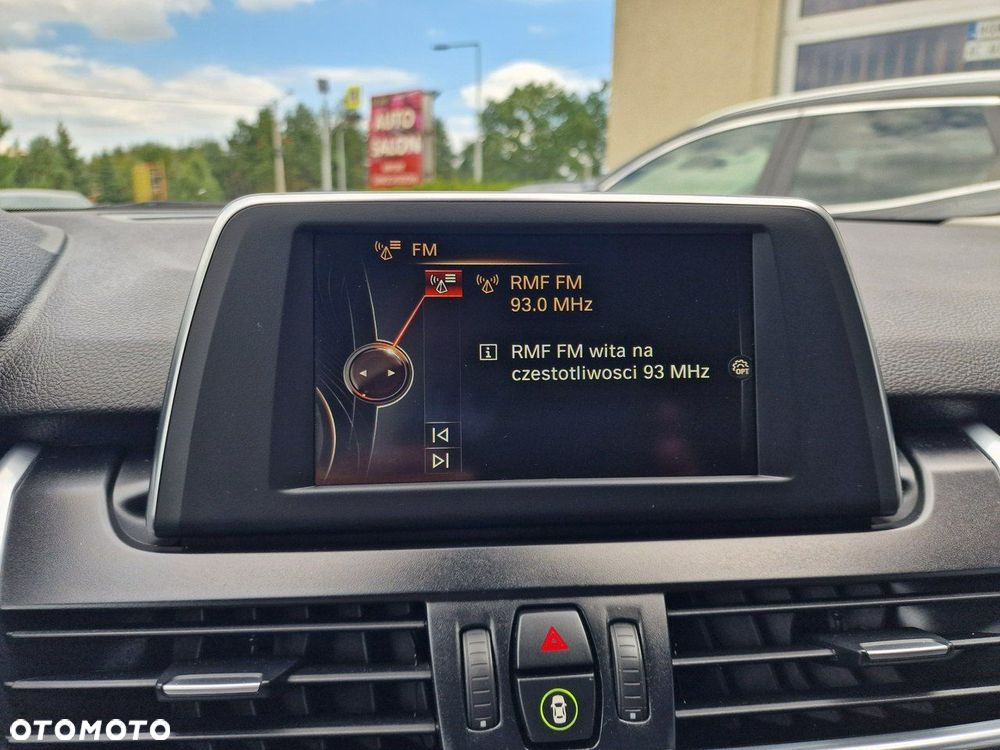 AUTO
SALON
FM
RMF FM
93.0 MHz
RMF FM wita na
czestotliwosci 93 MHz
OPT
OTOMOTO